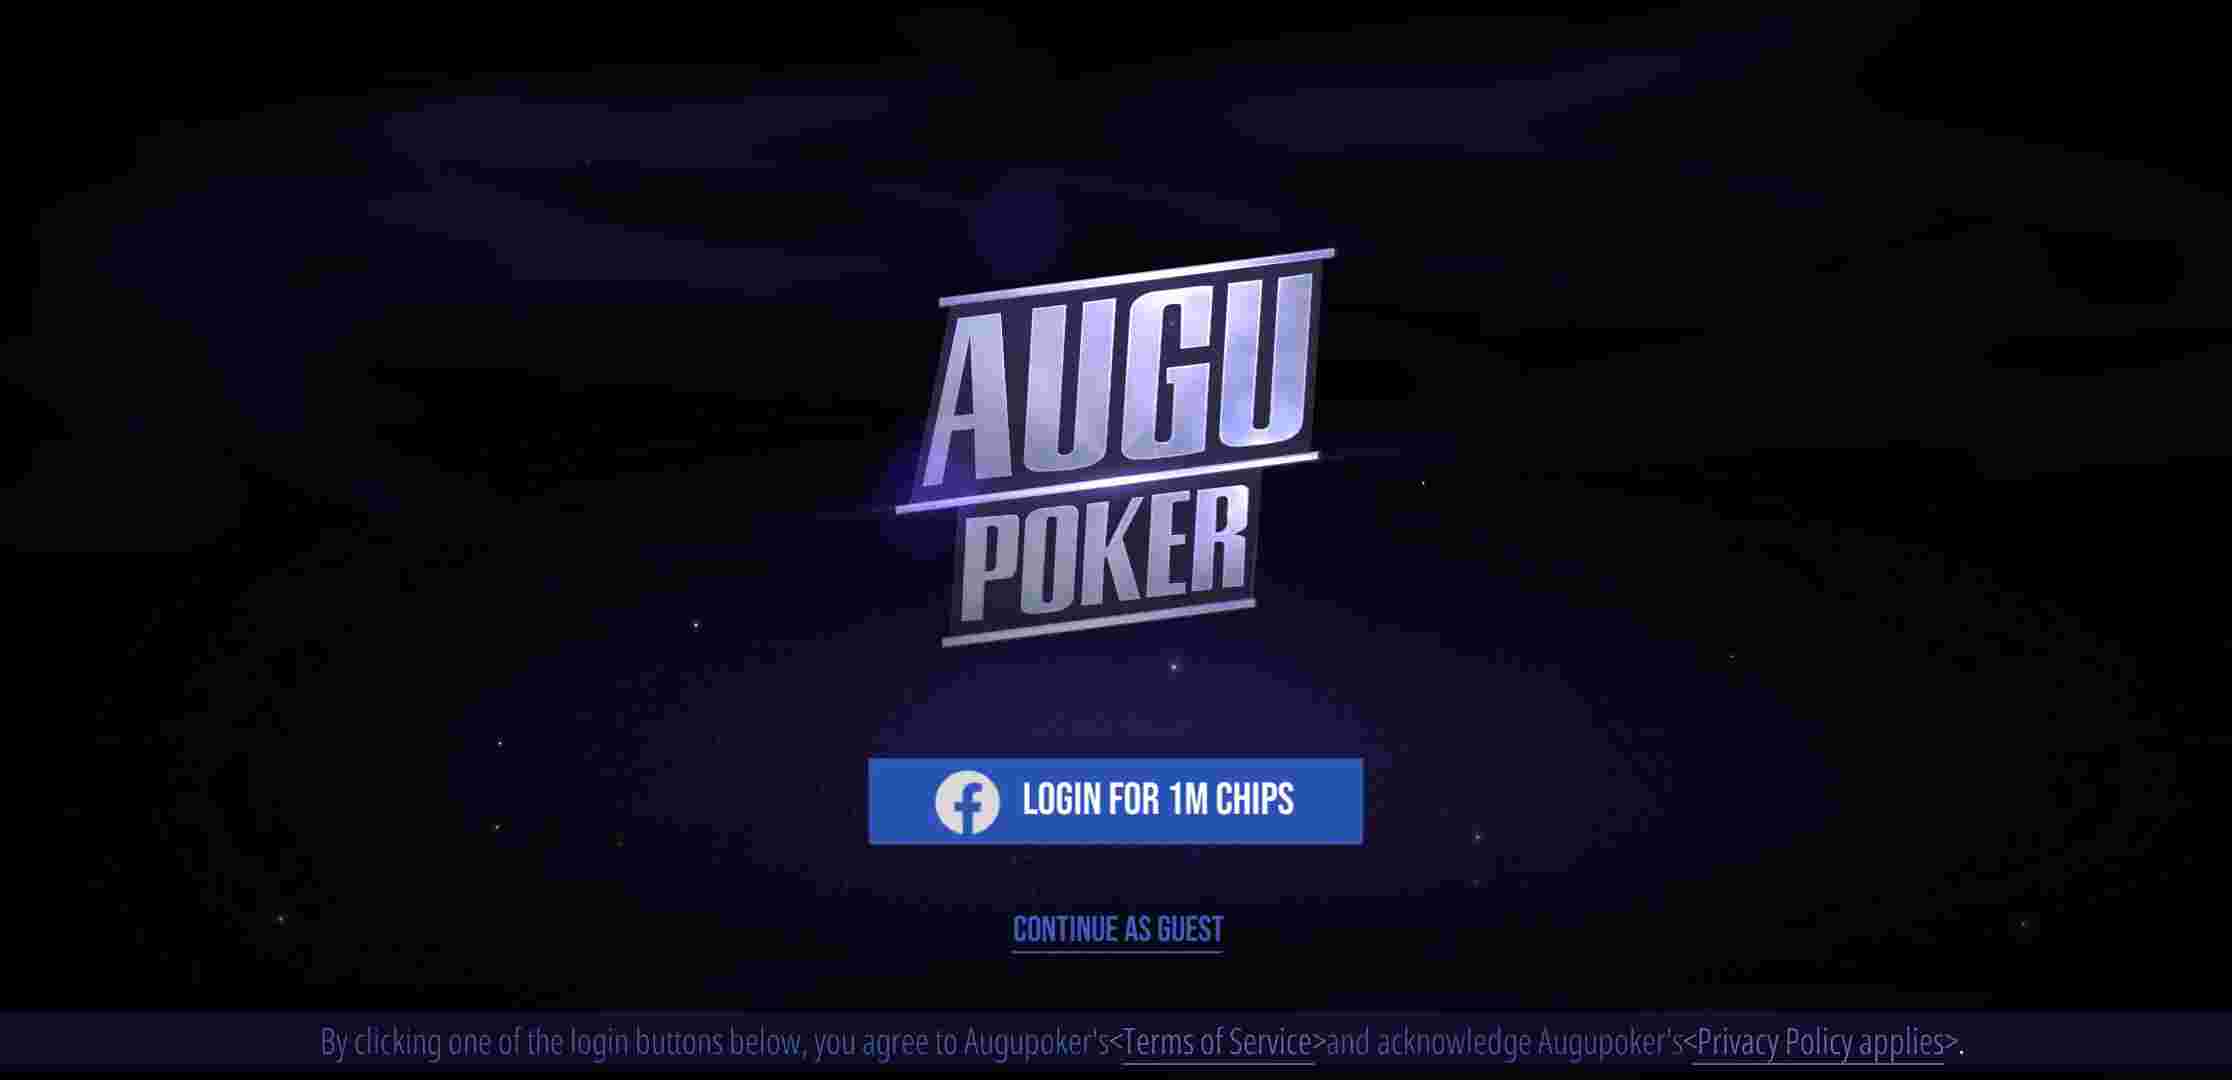 AUGU
POKER
LOGIN FOR 1M CHIPS
CONTINUE AS GUEST
By clicking one of the login buttons below, you agree to Augupoker's<Terms of Service>and acknowledge Augupoker's<Privacy Policy applies>.